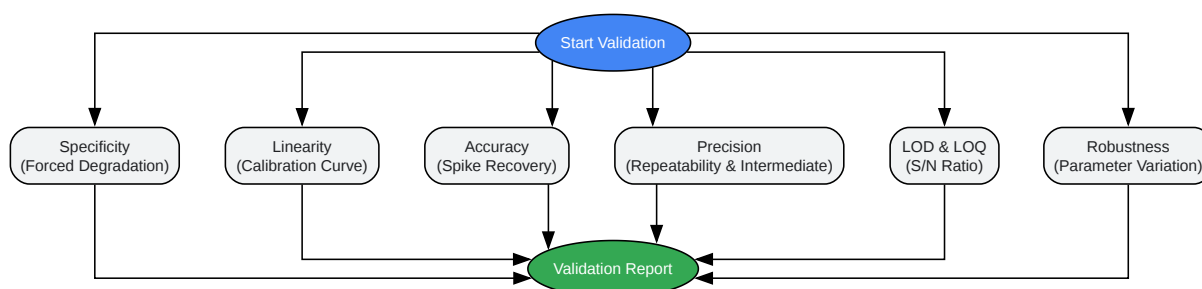 Start Validation
Specificity
(Forced Degradation)
Linearity
(Calibration Curve)
Accuracy
(Spike Recovery)
Precision
(Repeatability & Intermediate)
LOD & LOQ
(S/N Ratio)
Robustness
(Parameter Variation)
Validation Report